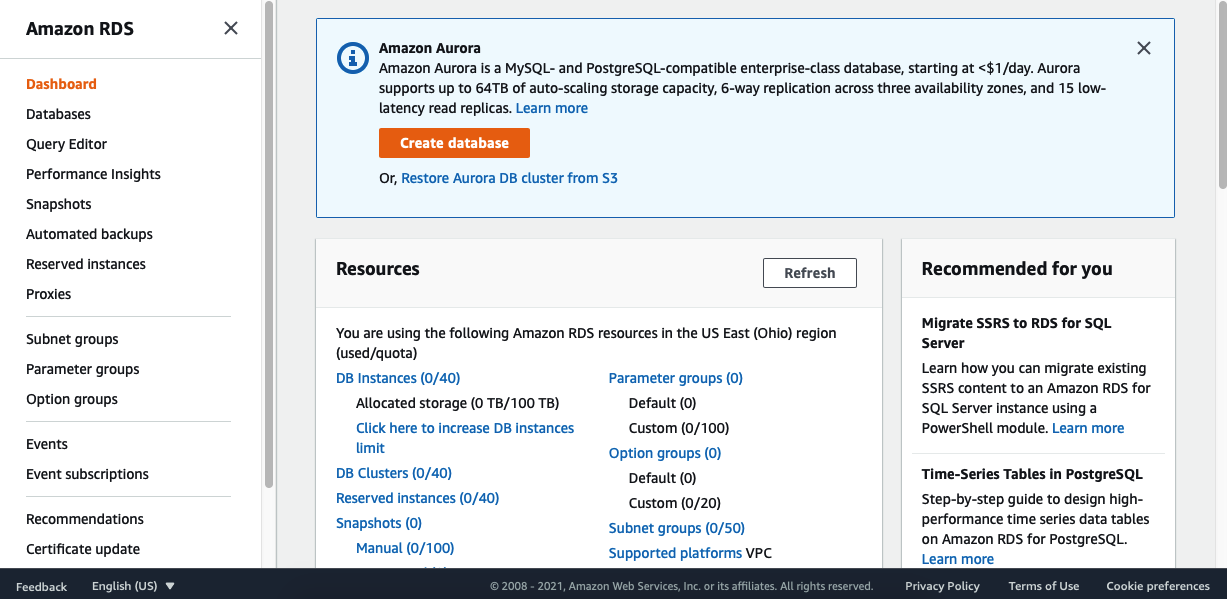 Amazon RDS
Dashboard
Databases
Query Editor
Performance Insights
Snapshots
Automated backups
Reserved instances
Proxies
Subnet groups
Parameter groups
Option groups
Events
Event subscriptions
Recommendations
Certificate update
Amazon Aurora
Amazon Aurora is a MySQL- and PostgreSQL-compatible enterprise-class database, starting at <$1/day. Aurora
supports up to 64TB of auto-scaling storage capacity, 6-way replication across three availability zones, and 15 low-
latency read replicas. Learn more
Create database
Or, Restore Aurora DB cluster from S3
Resources
Refresh
You are using the following Amazon RDS resources in the US East (Ohio) region
(used/quota)
DB Instances (0/40)
Allocated storage (0 TB/100 TB)
Click here to increase DB instances
limit
DB Clusters (0/40)
Reserved instances (0/40)
Snapshots (0)
Manual (0/100)
Parameter groups (0)
Default (0)
Custom (0/100)
Option groups (0)
Default (0)
Custom (0/20)
Subnet groups (0/50)
Supported platforms VPC
Recommended for you
Migrate SSRS to RDS for SQL
Server
Learn how you can migrate existing
SSRS content to an Amazon RDS for
SQL Server instance using a
PowerShell module. Learn more
Time-Series Tables in PostgreSQL
Step-by-step guide to design high-
performance time series data tables
on Amazon RDS for PostgreSQL.
Learn more
Feedback
English (US)
© 2008 - 2021, Amazon Web Services, Inc. or its affiliates. All rights reserved.
Privacy Policy
Terms of Use
Cookie preferences